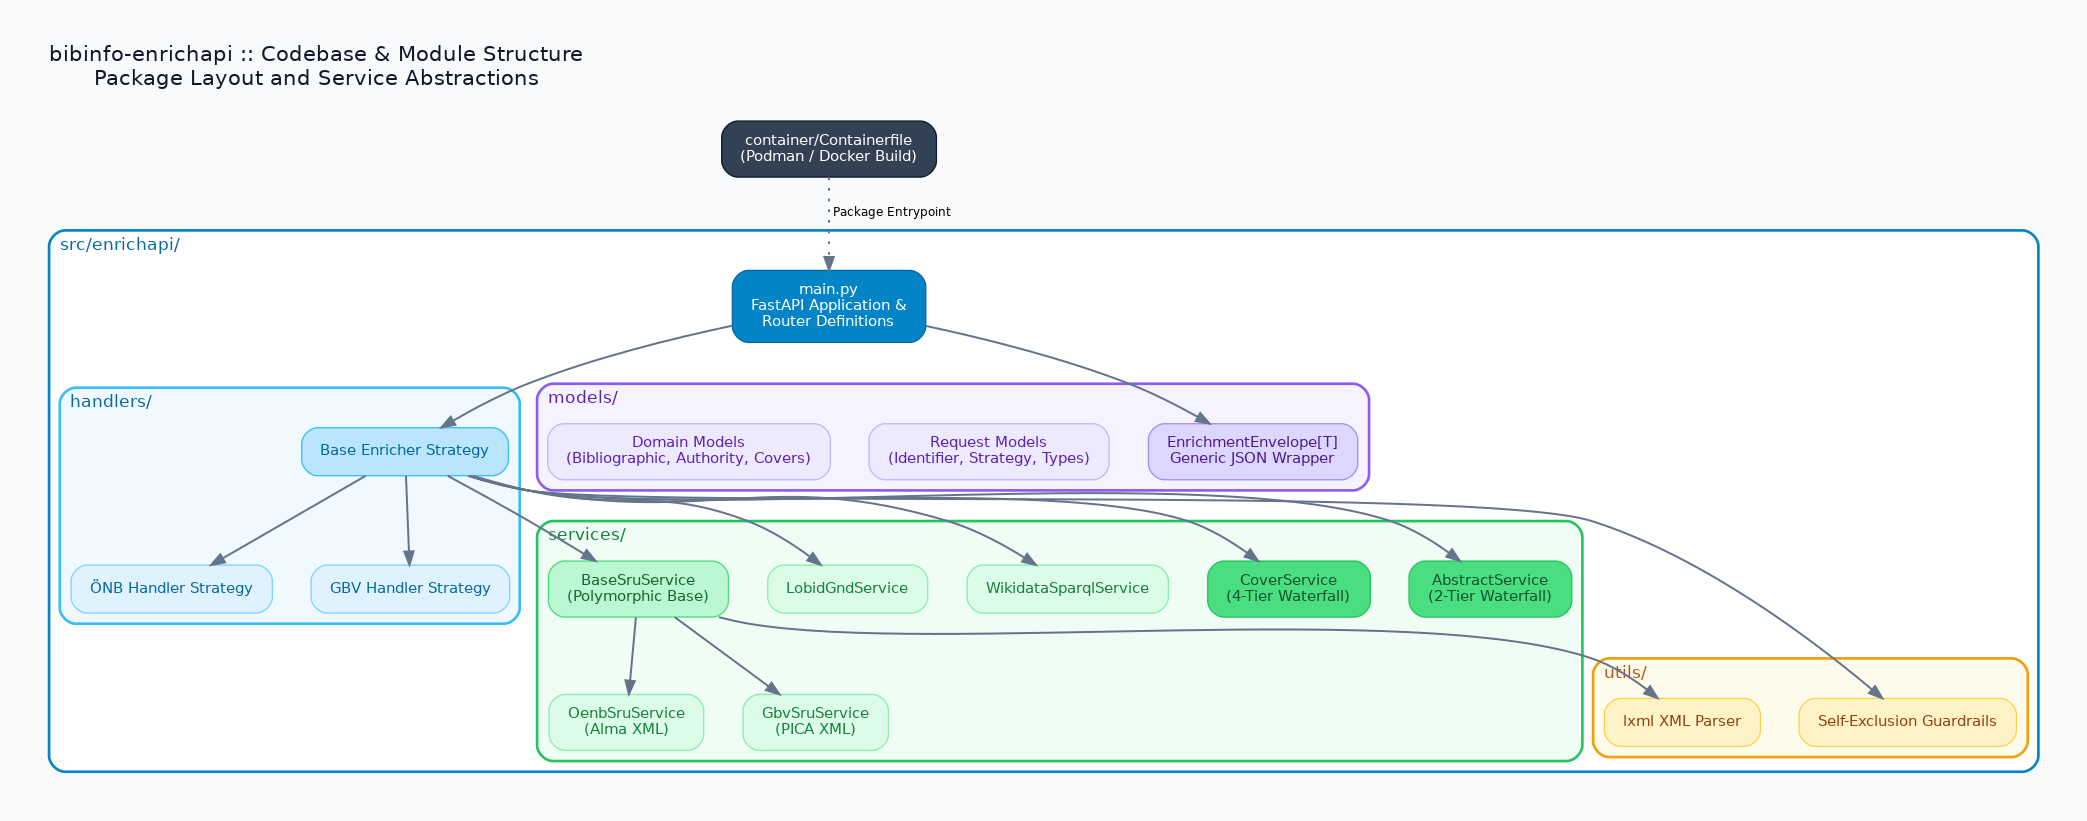 bibinfo-enrichapi :: Codebase & Module Structure
Package Layout and Service Abstractions
container/Containerfile
(Podman / Docker Build)
Package Entrypoint
src/enrichapi/
main.py
FastAPI Application &
Router Definitions
handlers/
Base Enricher Strategy
ÖNB Handler Strategy
GBV Handler Strategy
models/
Domain Models
(Bibliographic, Authority, Covers)
Request Models
(Identifier, Strategy, Types)
EnrichmentEnvelope[T]
Generic JSON Wrapper
services/
BaseSruService
(Polymorphic Base)
LobidGndService
WikidataSparqlService
CoverService
(4-Tier Waterfall)
AbstractService
(2-Tier Waterfall)
OenbSruService
(Alma XML)
GbvSruService
(PICA XML)
utils/
lxml XML Parser
Self-Exclusion Guardrails